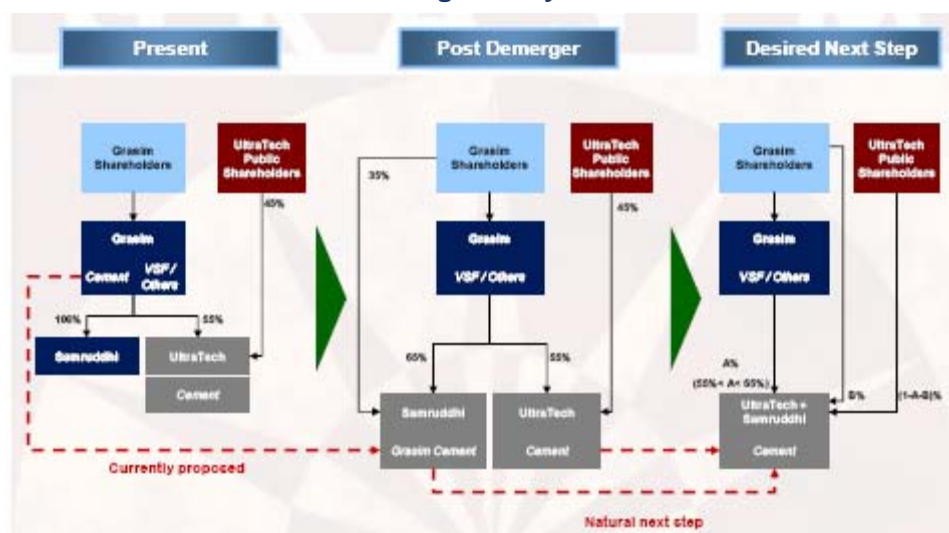 Present
Post Demerger
Desired Next Step
Grasim
Shareholders
UltraTech
Public
Shareholders
45%
Grasim
Cement
VSF /
Others
100%
55%
Samruddhi
UltraTech
Cement
Currently proposed
Grasim
Shareholders
UltraTech
Public
Shareholders
35%
45%
Grasim
VSF / Others
65%
55%
Samruddhi
Grasim Cement
UltraTech
Cement
Natural next step
Grasim
Shareholders
UltraTech
Public
Shareholders
Grasim
VSF / Others
A%
(55%< A< 65%)
B%
(1-A-B)%
UltraTech +
Samruddhi
Cement